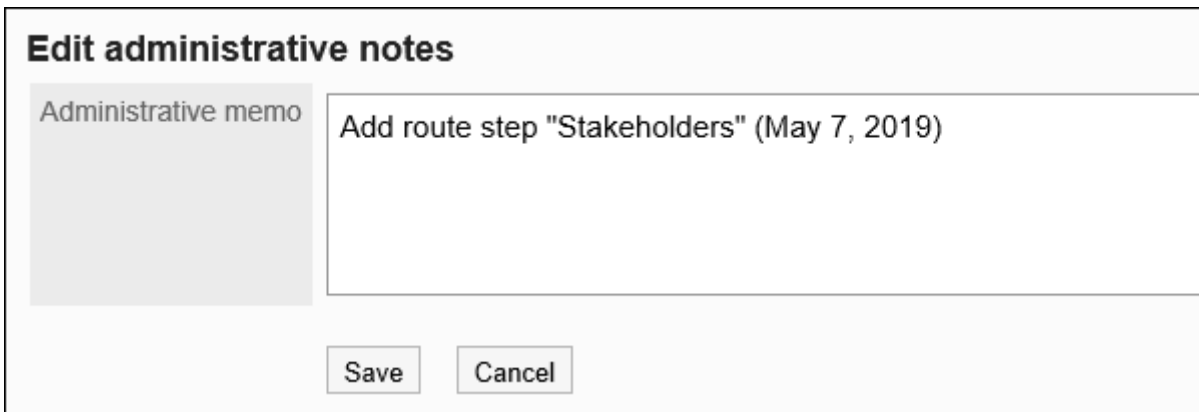 Edit administrative notes
Administrative memo
Add route step "Stakeholders" (May 7, 2019)
Save
Cancel